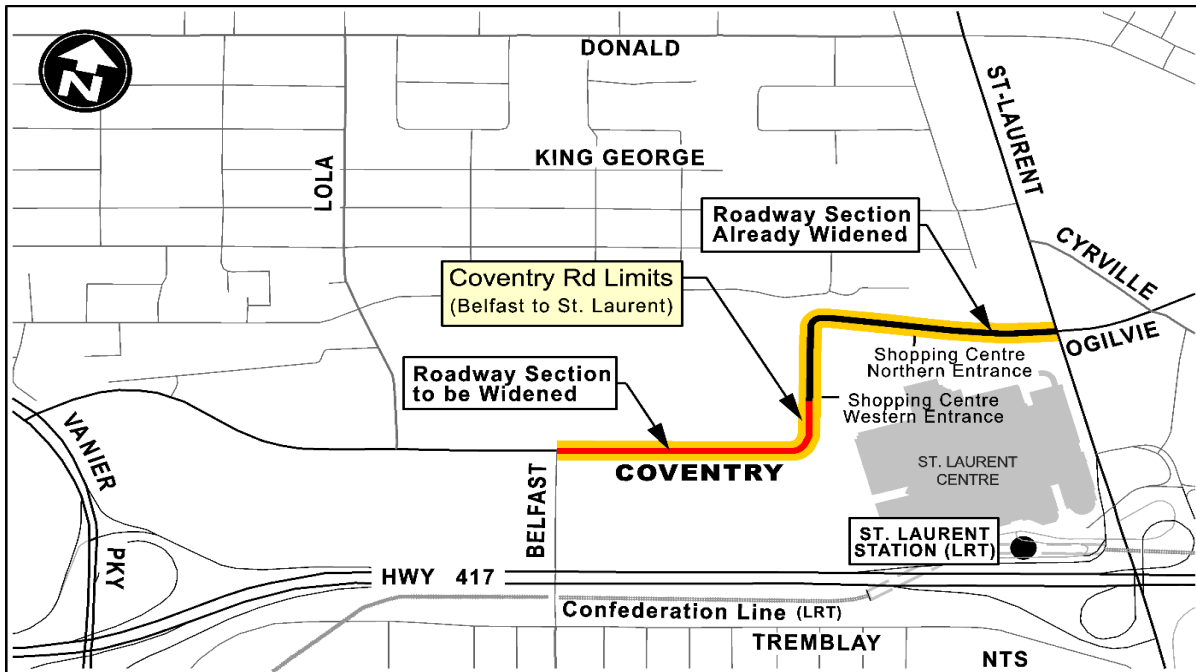 DONALD
N
ST-LAURENT
KING GEORGE
LOLA
Roadway Section
Already Widened
CYRVILLE
Coventry Rd Limits
(Belfast to St. Laurent)
OGILVIE
Shopping Centre
Northern Entrance
Roadway Section
to be Widened
Shopping Centre
Western Entrance
VANIER
PKY
COVENTRY
ST. LAURENT
CENTRE
BELFAST
ST. LAURENT
STATION (LRT)
HWY 417
Confederation Line (LRT)
TREMBLAY
NTS